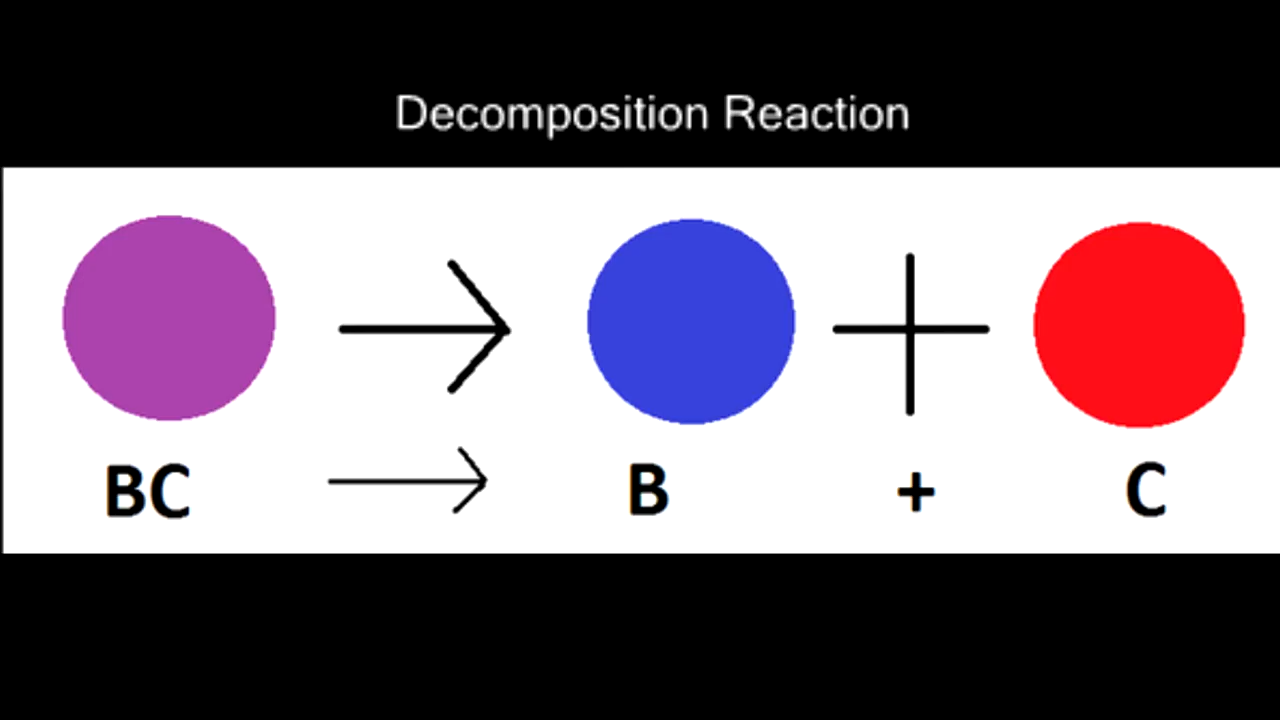 Decomposition Reaction
BC → B + C